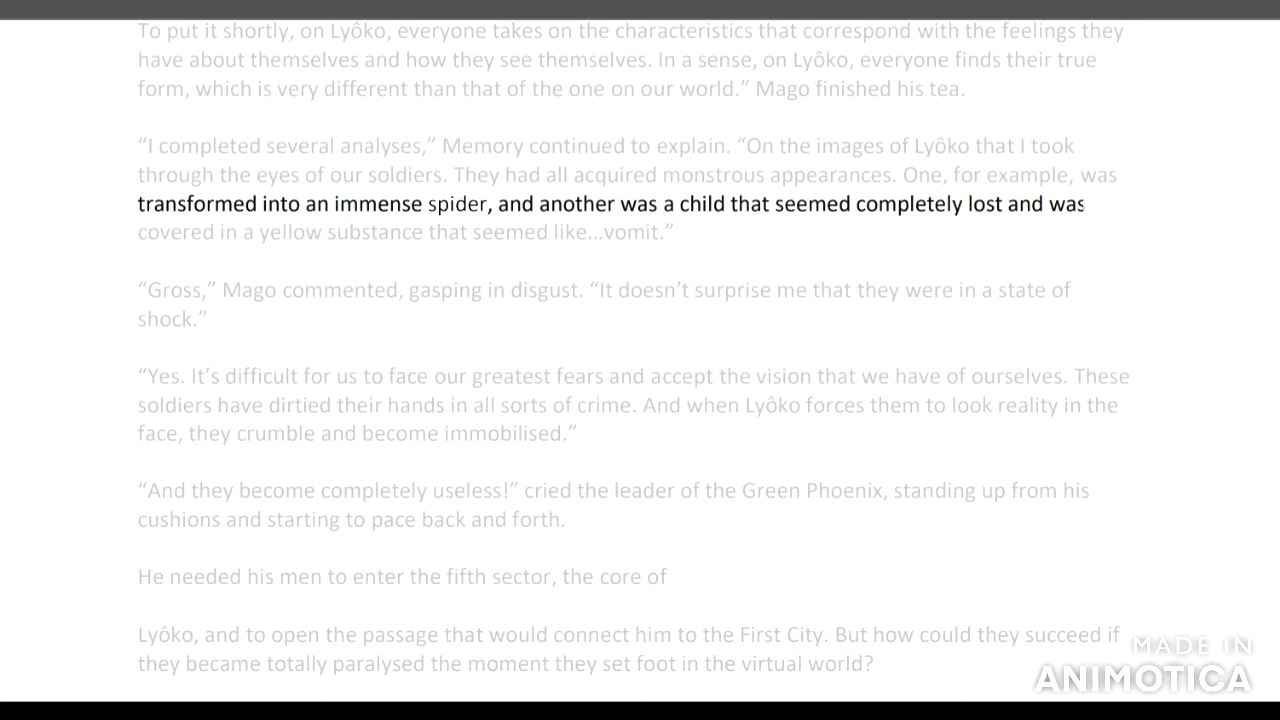 To put it shortly, on Lyôko, everyone takes on the characteristics that correspond with the feelings they
have about themselves and how they see themselves. In a sense, on Lyôko, everyone finds their true
form, which is very different than that of the one on our world.” Mago finished his tea.
“I completed several analyses,” Memory continued to explain. “On the images of Lyôko that I took
through the eyes of our soldiers. They had all acquired monstrous appearances. One, for example, was
transformed into an immense spider, and another was a child that seemed completely lost and was
covered in a yellow substance that seemed like…vomit.”
“Gross,” Mago commented, gasping in disgust. “It doesn’t surprise me that they were in a state of
shock.”
“Yes. It’s difficult for us to face our greatest fears and accept the vision that we have of ourselves. These
soldiers have dirtied their hands in all sorts of crime. And when Lyôko forces them to look reality in the
face, they crumble and become immobilised.”
“And they become completely useless!” cried the leader of the Green Phoenix, standing up from his
cushions and starting to pace back and forth.
He needed his men to enter the fifth sector, the core of
Lyôko, and to open the passage that would connect him to the First City. But how could they succeed if
they became totally paralysed the moment they set foot in the virtual world?
MADE IN
ANIMOTICA